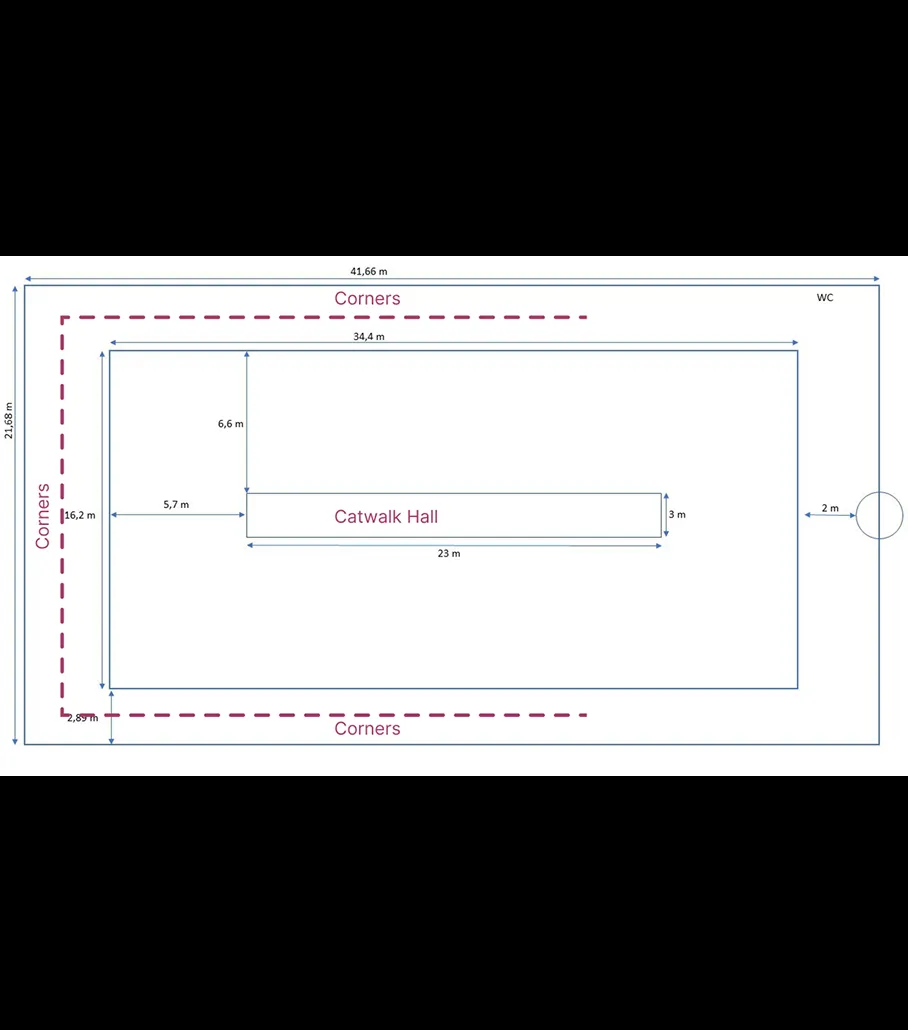 41,66 m
Corners
WC
34,4 m
21,68 m
6,6 m
Corners
16,2 m
5,7 m
Catwalk Hall
3 m
2 m
23 m
2,89 m
Corners